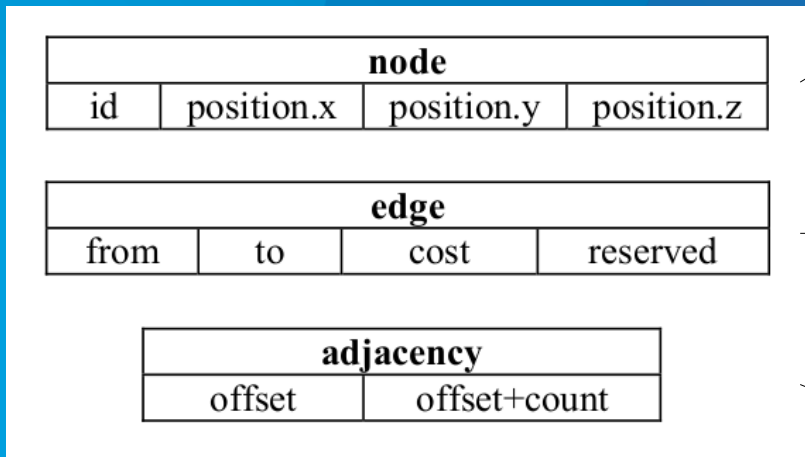 node
id position.x position.y position.z
edge
from to cost reserved
adjacency
offset offset+count